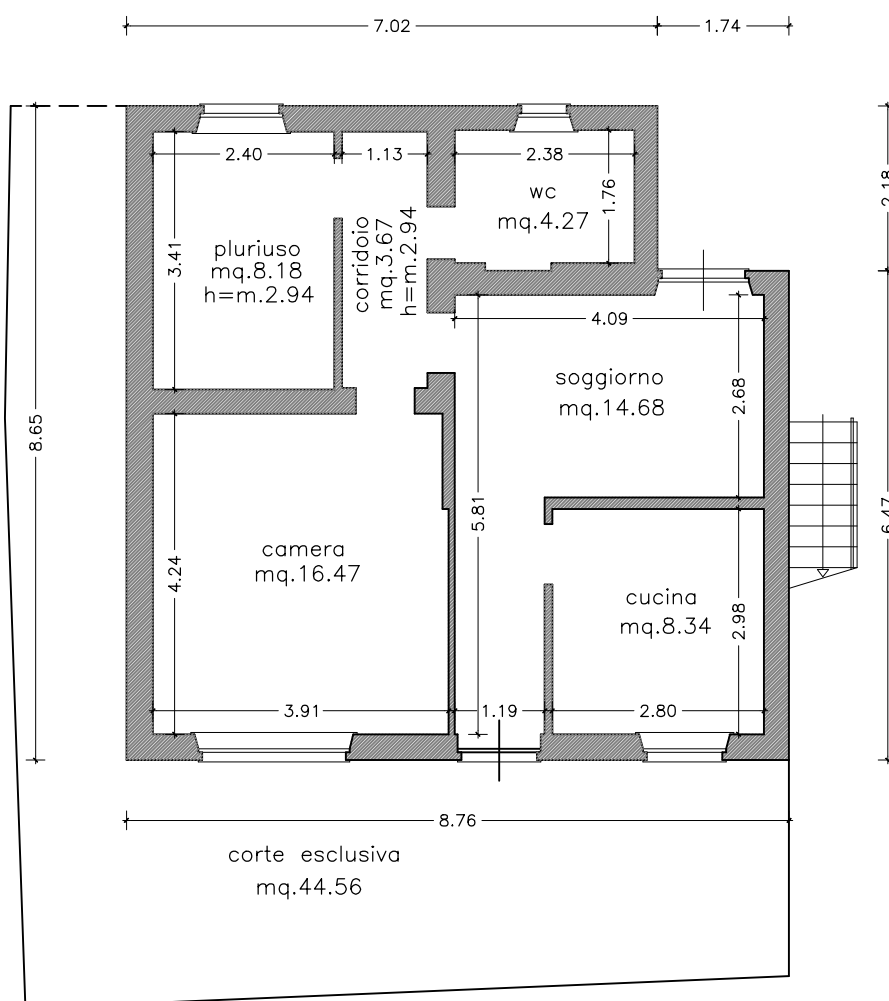 7.02
1.74
2.40
1.13
2.38
1.76
2.18
wc
mq.4.27
3.41
pluriuso
mq.8.18
h=m.2.94
corridoio
mq.3.67
h=m.2.94
4.09
soggiorno
mq.14.68
2.68
8.65
5.81
6.47
4.24
camera
mq.16.47
cucina
mq.8.34
2.98
3.91
1.19
2.80
8.76
corte esclusiva
mq.44.56